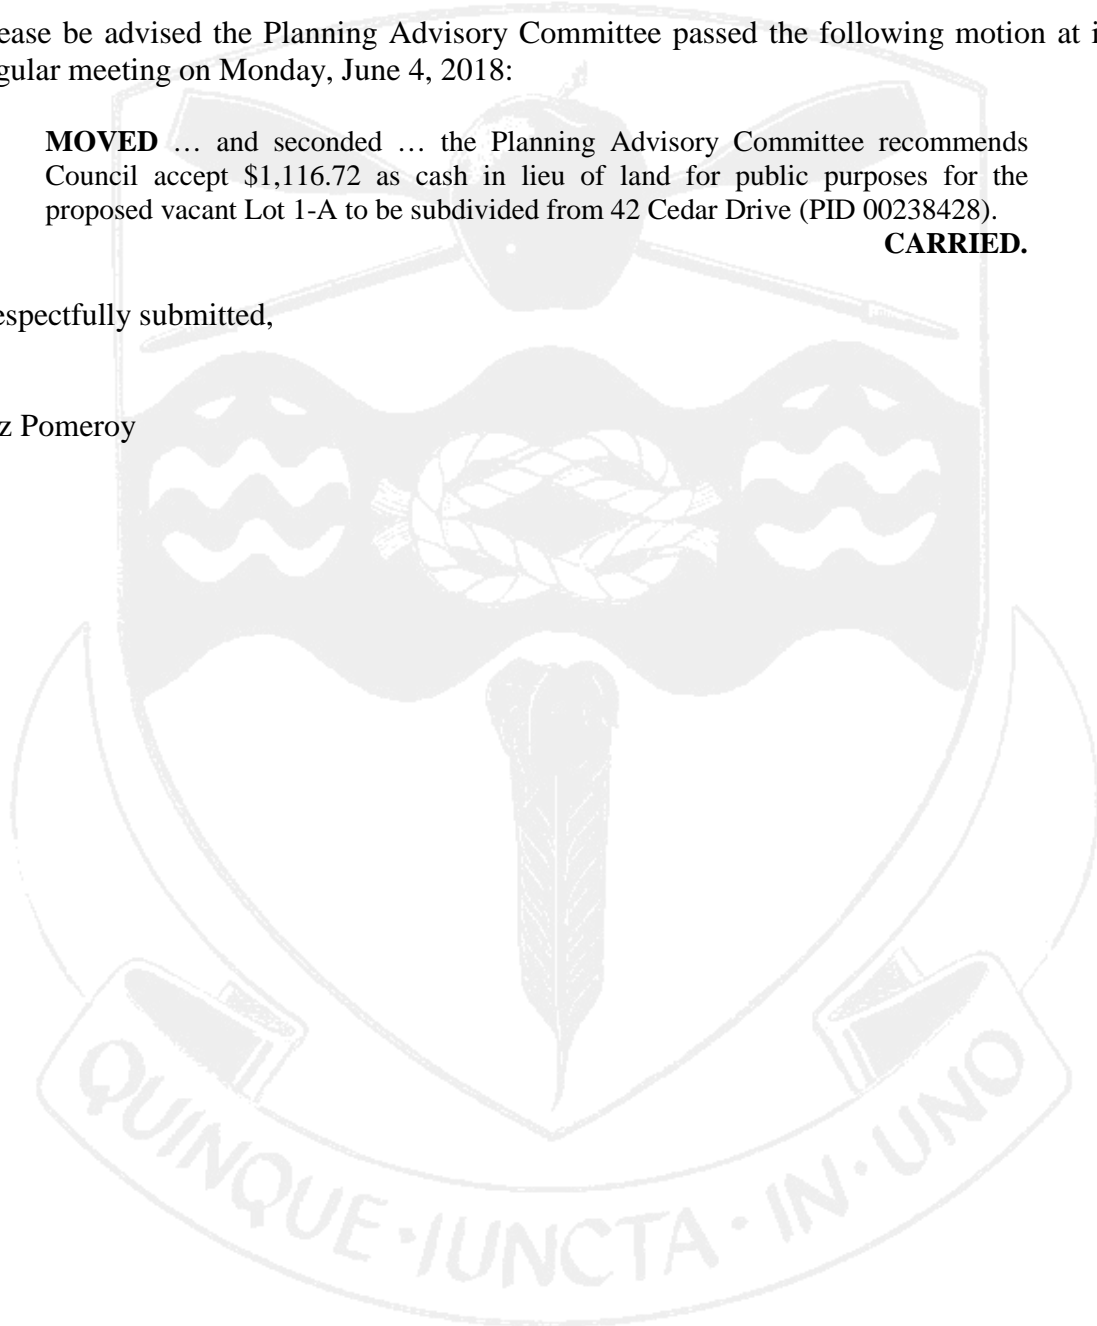 ease be advised the Planning Advisory Committee passed the following motion at i
gular meeting on Monday, June 4, 2018:
MOVED … and seconded … the Planning Advisory Committee recommends
Council accept $1,116.72 as cash in lieu of land for public purposes for the
proposed vacant Lot 1-A to be subdivided from 42 Cedar Drive (PID 00238428).
CARRIED.
espectfully submitted,
z Pomeroy
QUINQUE·IUNCTA·IN·UNO